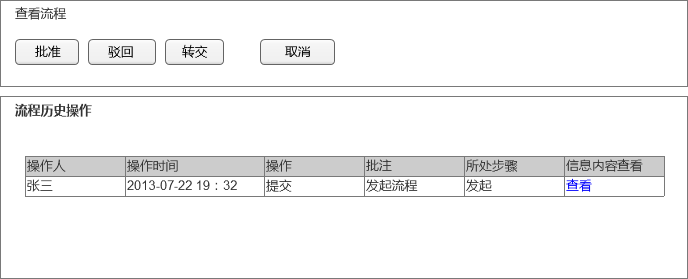 查看流程
批准 驳回 转交 取消
流程历史操作
操作人 操作时间 操作 批注 所处步骤 信息内容查看
张三 2013-07-22 19：32 提交 发起流程 发起 查看